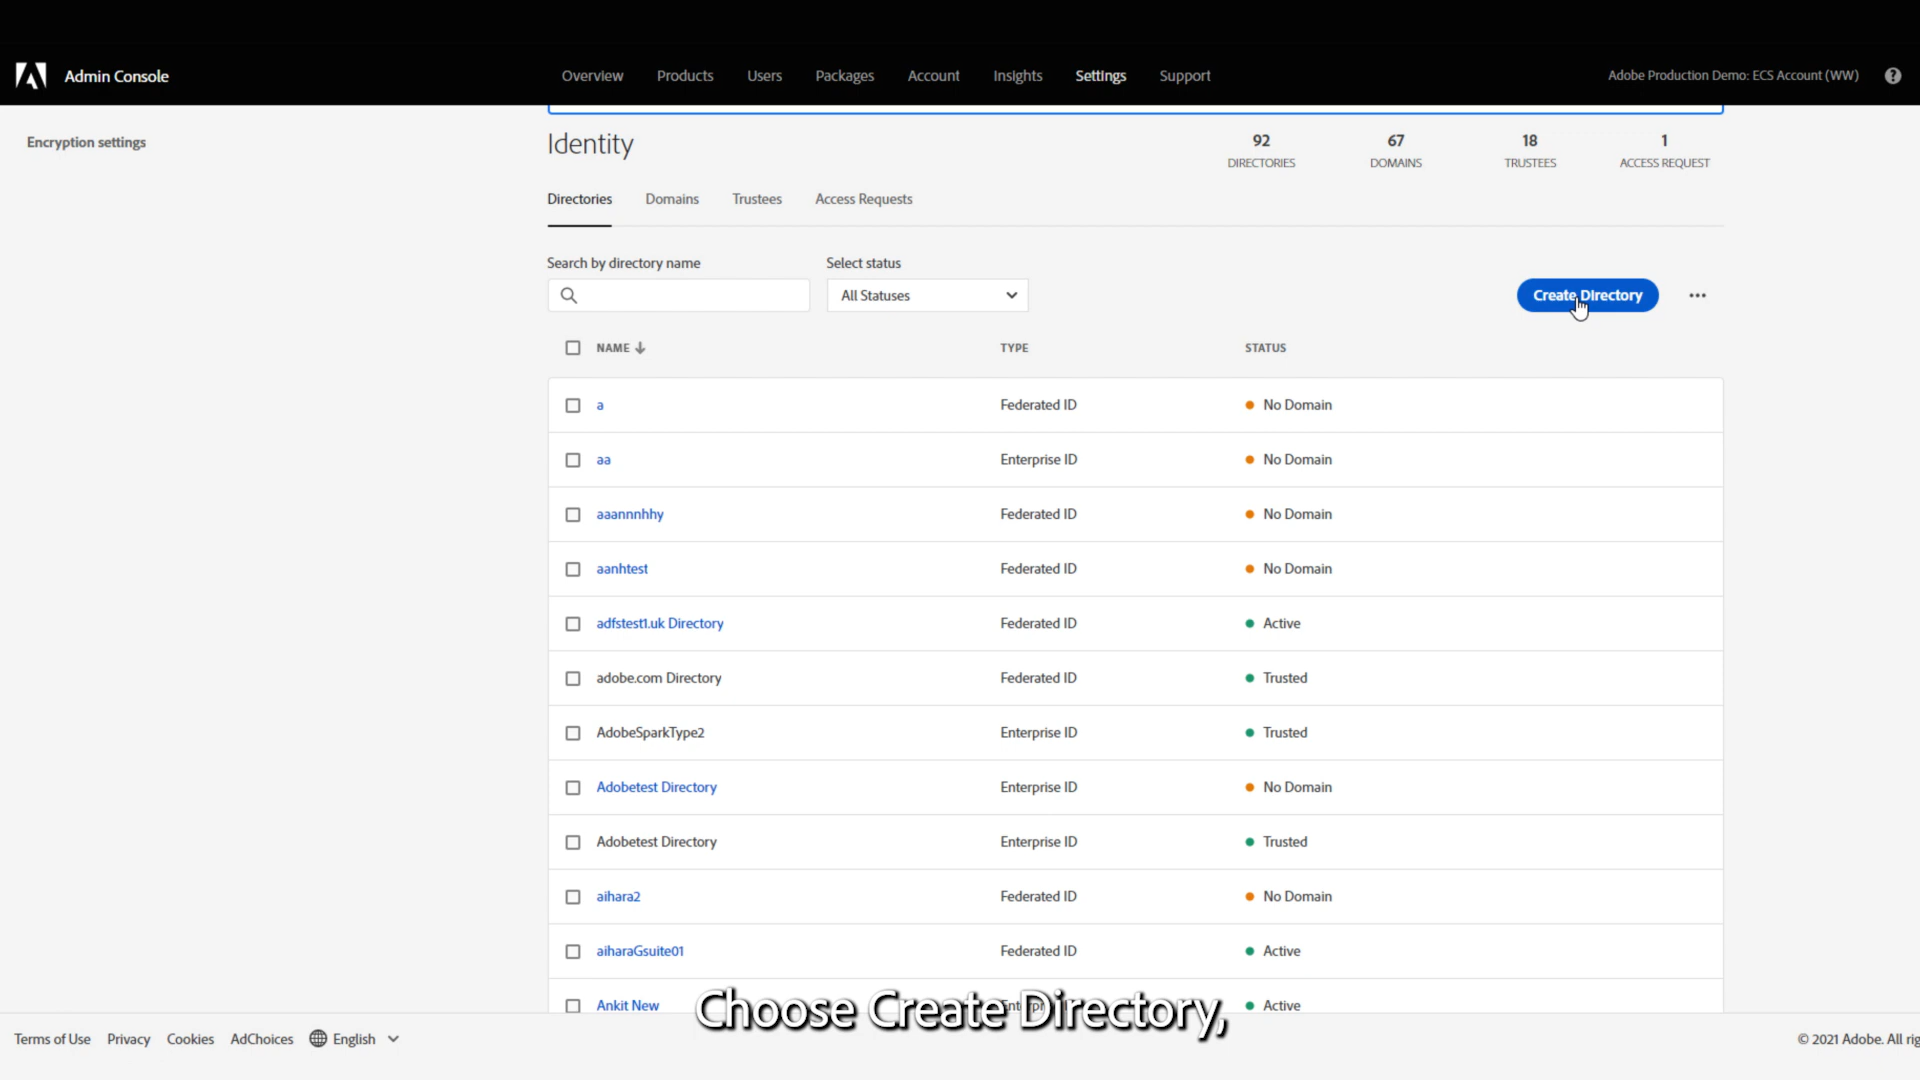 Admin Console
Overview Products Users Packages Account Insights Settings Support
Adobe Production Demo: ECS Account (WW)
Encryption settings
Identity
92 67 18 1
DIRECTORIES DOMAINS TRUSTEES ACCESS REQUEST
Directories Domains Trustees Access Requests
Search by directory name Select status
All Statuses
Create Directory
NAME TYPE STATUS
a Federated ID No Domain
aa Enterprise ID No Domain
aaannnhhy Federated ID No Domain
aanhtest Federated ID No Domain
adfstest1.uk Directory Federated ID Active
adobe.com Directory Federated ID Trusted
AdobeSparkType2 Enterprise ID Trusted
Adobetest Directory Enterprise ID No Domain
Adobetest Directory Enterprise ID Trusted
aihara2 Federated ID No Domain
aiharaGsuite01 Federated ID Active
Ankit New Active
Choose Create Directory,
Terms of Use Privacy Cookies AdChoices English
© 2021 Adobe. All rig